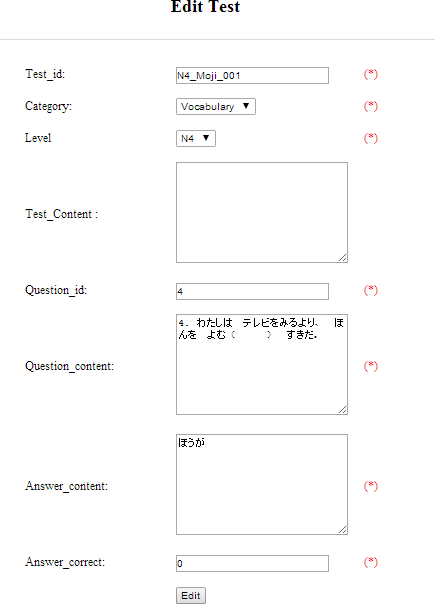 Edit Test
Test_id: N4_Moji_001 (*)
Category: Vocabulary ▼ (*)
Level N4 ▼ (*)
Test_Content :
Question_id: 4 (*)
4. わたしは　テレビをみるより、　ほ
んを　よむ（　　　）　すきだ.
Question_content: (*)
ほうが
Answer_content: (*)
Answer_correct: 0 (*)
Edit